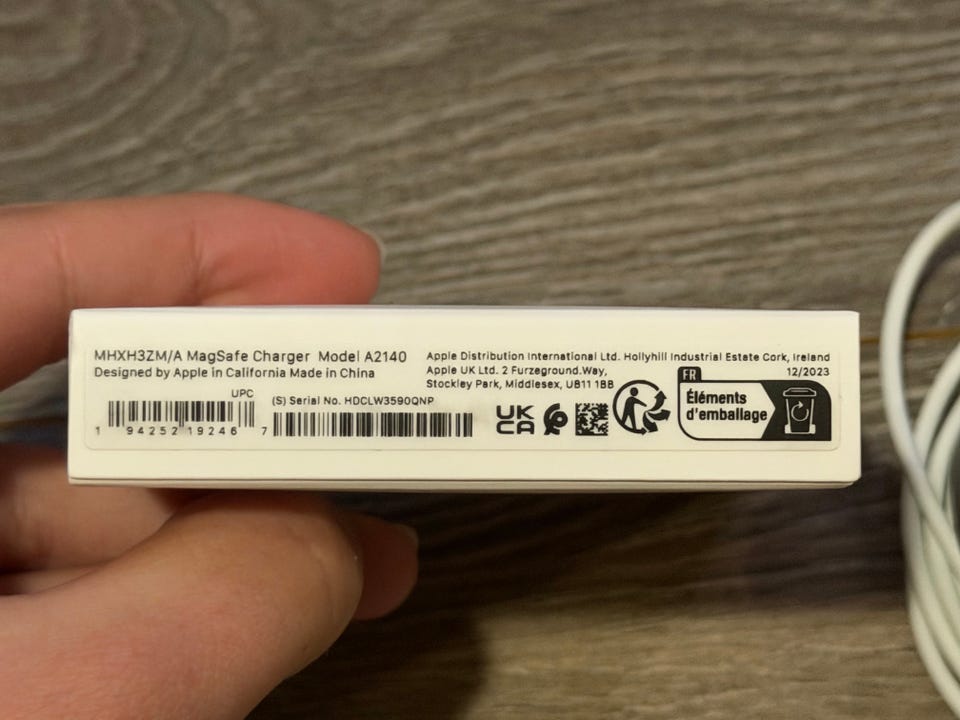 MHXH3ZM/A MagSafe Charger Model A2140
Designed by Apple in California Made in China
UPC
1 94252 19246 7
(S) Serial No. HDCLW3590QNP
Apple Distribution International Ltd. Hollyhill Industrial Estate Cork, Ireland
Apple UK Ltd. 2 Furzeground.Way,
Stockley Park, Middlesex, UB11 1BB
12/2023
UK
CA
FR
Éléments
d'emballage